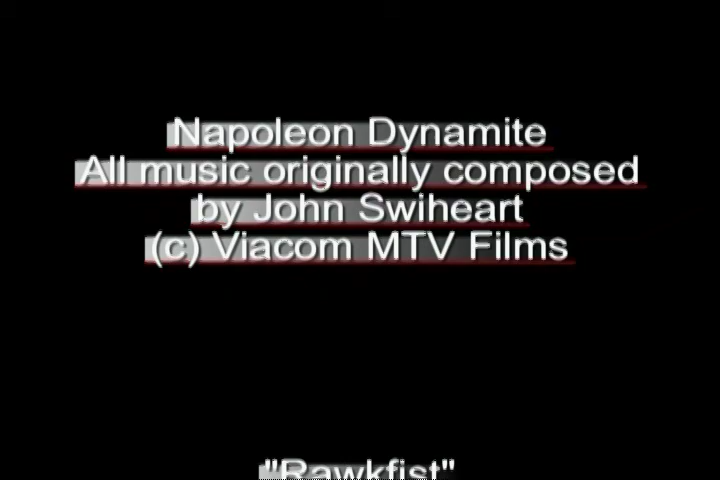 Napoleon Dynamite
All music originally composed
by John Swiheart
(c) Viacom MTV Films
"Rawkfist"